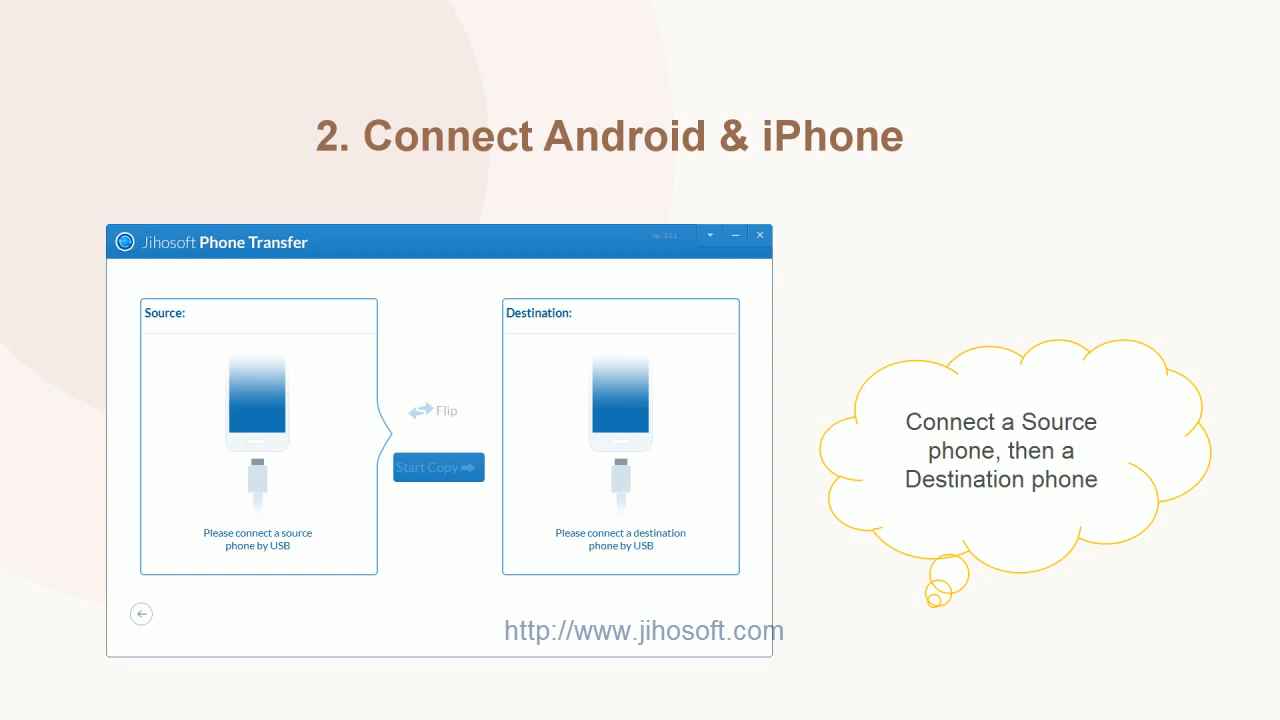 2. Connect Android & iPhone
Jihosoft Phone Transfer
Source:
Destination:
Flip
Start Copy
Please connect a source
phone by USB
Please connect a destination
phone by USB
Connect a Source
phone, then a
Destination phone
http://www.jihosoft.com